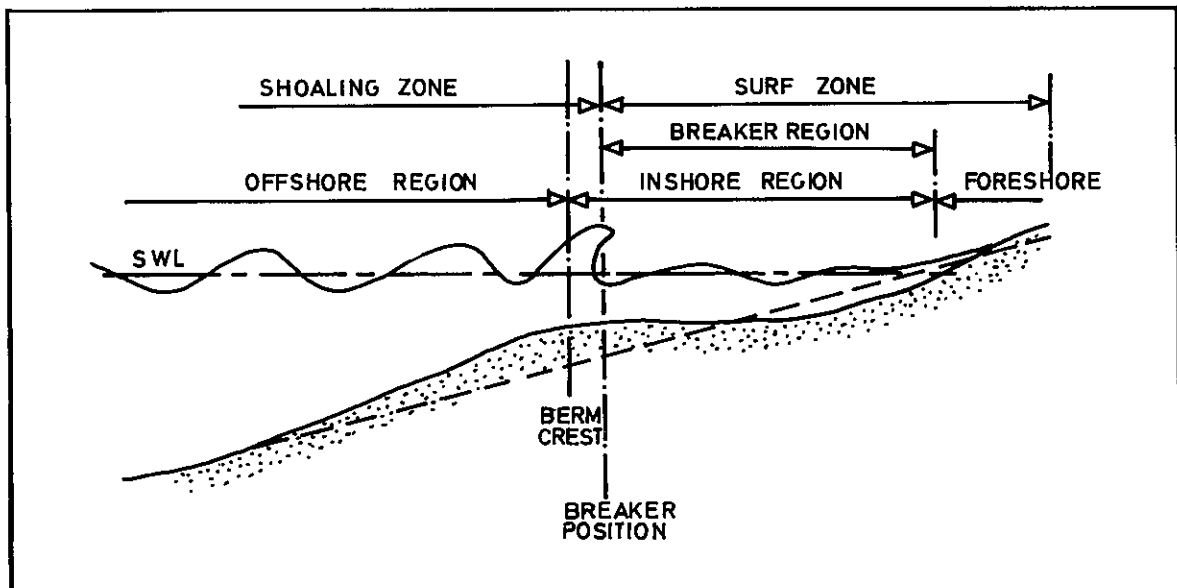 SHOALING ZONE
SURF ZONE
BREAKER REGION
OFFSHORE REGION
INSHORE REGION
FORESHORE
SWL
BERM
CREST
BREAKER
POSITION